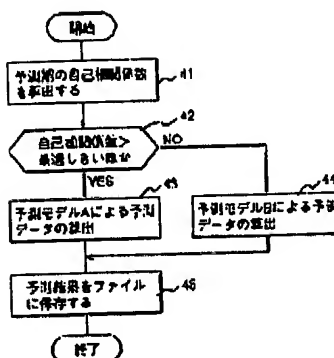 開始
予測期の自己相関係数
を算出する
41
自己相関係数>
最適しきい値か
42
NO
YES
43
予測モデルAによる予測
データの算出
44
予測モデルBによる予測
データの算出
予測結果をファイル
に保存する
45
終了